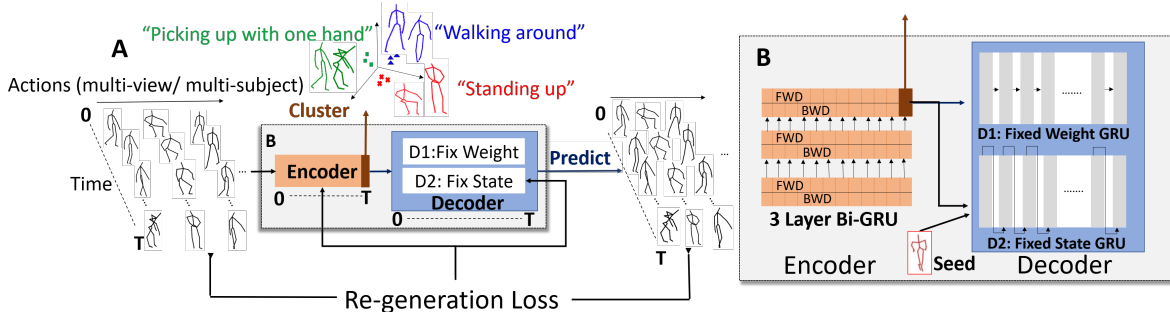 A
"Picking up with one hand"
"Walking around"
"Standing up"
Actions (multi-view/ multi-subject)
0
Time
T
...
Cluster
B
Encoder
0
T
D1:Fix Weight
D2: Fix State
Decoder
0
T
Predict
0
...
T
Re-generation Loss
B
FWD
BWD
FWD
BWD
FWD
BWD
3 Layer Bi-GRU
Encoder
Seed
.......
D1: Fixed Weight GRU
.......
D2: Fixed State GRU
Decoder